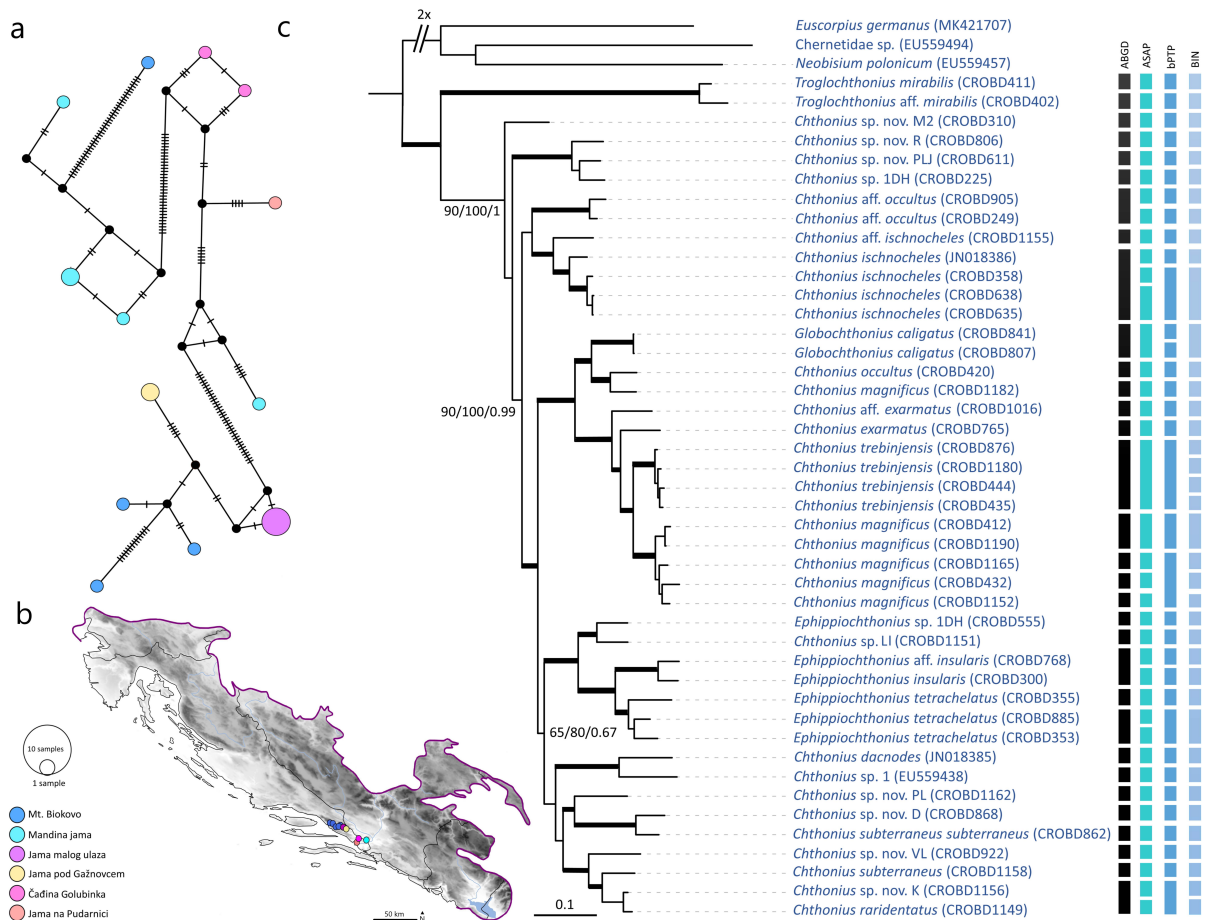 a
b
10 samples
1 sample
Mt. Biokovo
Mandina jama
Jama malog ulaza
Jama pod Gažnovcem
Čađina Golubinka
Jama na Pudarnici
50 km
N
c
2x
90/100/1
90/100/0.99
65/80/0.67
0.1
ABGD
ASAP
bPTP
BIN
Euscorpius germanus (MK421707)
Chernetidae sp. (EU559494)
Neobisium polonicum (EU559457)
Troglochthonius mirabilis (CROBD411)
Troglochthonius aff. mirabilis (CROBD402)
Chthonius sp. nov. M2 (CROBD310)
Chthonius sp. nov. R (CROBD806)
Chthonius sp. nov. PLJ (CROBD611)
Chthonius sp. 1DH (CROBD225)
Chthonius aff. occultus (CROBD905)
Chthonius aff. occultus (CROBD249)
Chthonius aff. ischnocheles (CROBD1155)
Chthonius ischnocheles (JN018386)
Chthonius ischnocheles (CROBD358)
Chthonius ischnocheles (CROBD638)
Chthonius ischnocheles (CROBD635)
Globochthonius caligatus (CROBD841)
Globochthonius caligatus (CROBD807)
Chthonius occultus (CROBD420)
Chthonius magnificus (CROBD1182)
Chthonius aff. exarmatus (CROBD1016)
Chthonius exarmatus (CROBD765)
Chthonius trebinjensis (CROBD876)
Chthonius trebinjensis (CROBD1180)
Chthonius trebinjensis (CROBD444)
Chthonius trebinjensis (CROBD435)
Chthonius magnificus (CROBD412)
Chthonius magnificus (CROBD1190)
Chthonius magnificus (CROBD1165)
Chthonius magnificus (CROBD432)
Chthonius magnificus (CROBD1152)
Ephippiochthonius sp. 1DH (CROBD555)
Chthonius sp. LI (CROBD1151)
Ephippiochthonius aff. insularis (CROBD768)
Ephippiochthonius insularis (CROBD300)
Ephippiochthonius tetrachelatus (CROBD355)
Ephippiochthonius tetrachelatus (CROBD885)
Ephippiochthonius tetrachelatus (CROBD353)
Chthonius dacnodes (JN018385)
Chthonius sp. 1 (EU559438)
Chthonius sp. nov. PL (CROBD1162)
Chthonius sp. nov. D (CROBD868)
Chthonius subterraneus subterraneus (CROBD862)
Chthonius sp. nov. VL (CROBD922)
Chthonius subterraneus (CROBD1158)
Chthonius sp. nov. K (CROBD1156)
Chthonius raridentatus (CROBD1149)